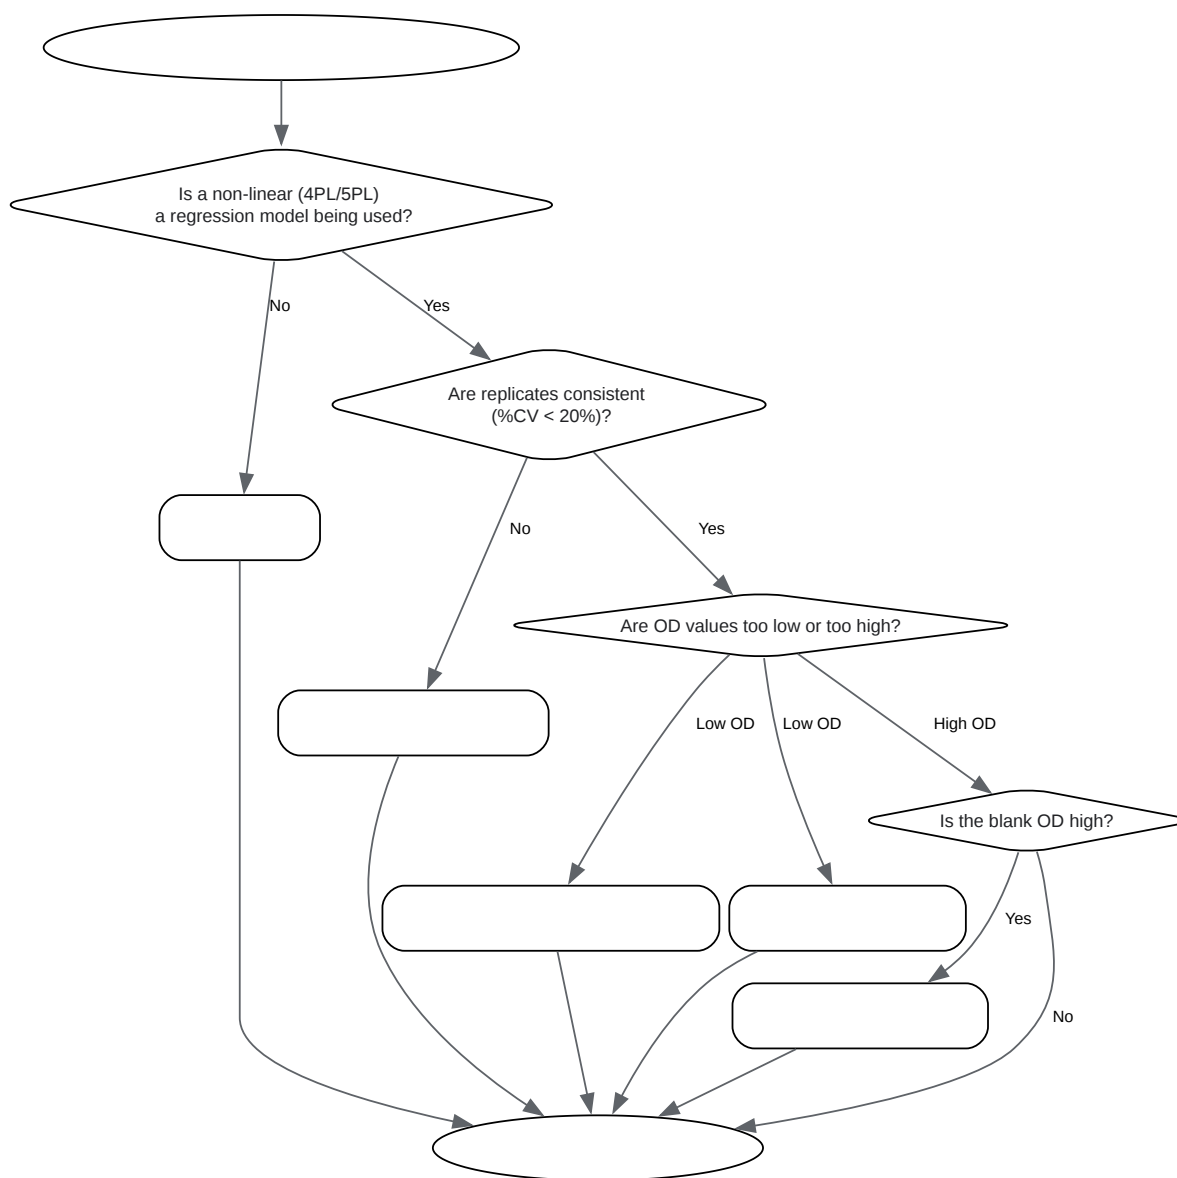 Is a non-linear (4PL/5PL)
a regression model being used?
No
Yes
Are replicates consistent
(%CV < 20%)?
No
Yes
Are OD values too low or too high?
Low OD
Low OD
High OD
Is the blank OD high?
Yes
No